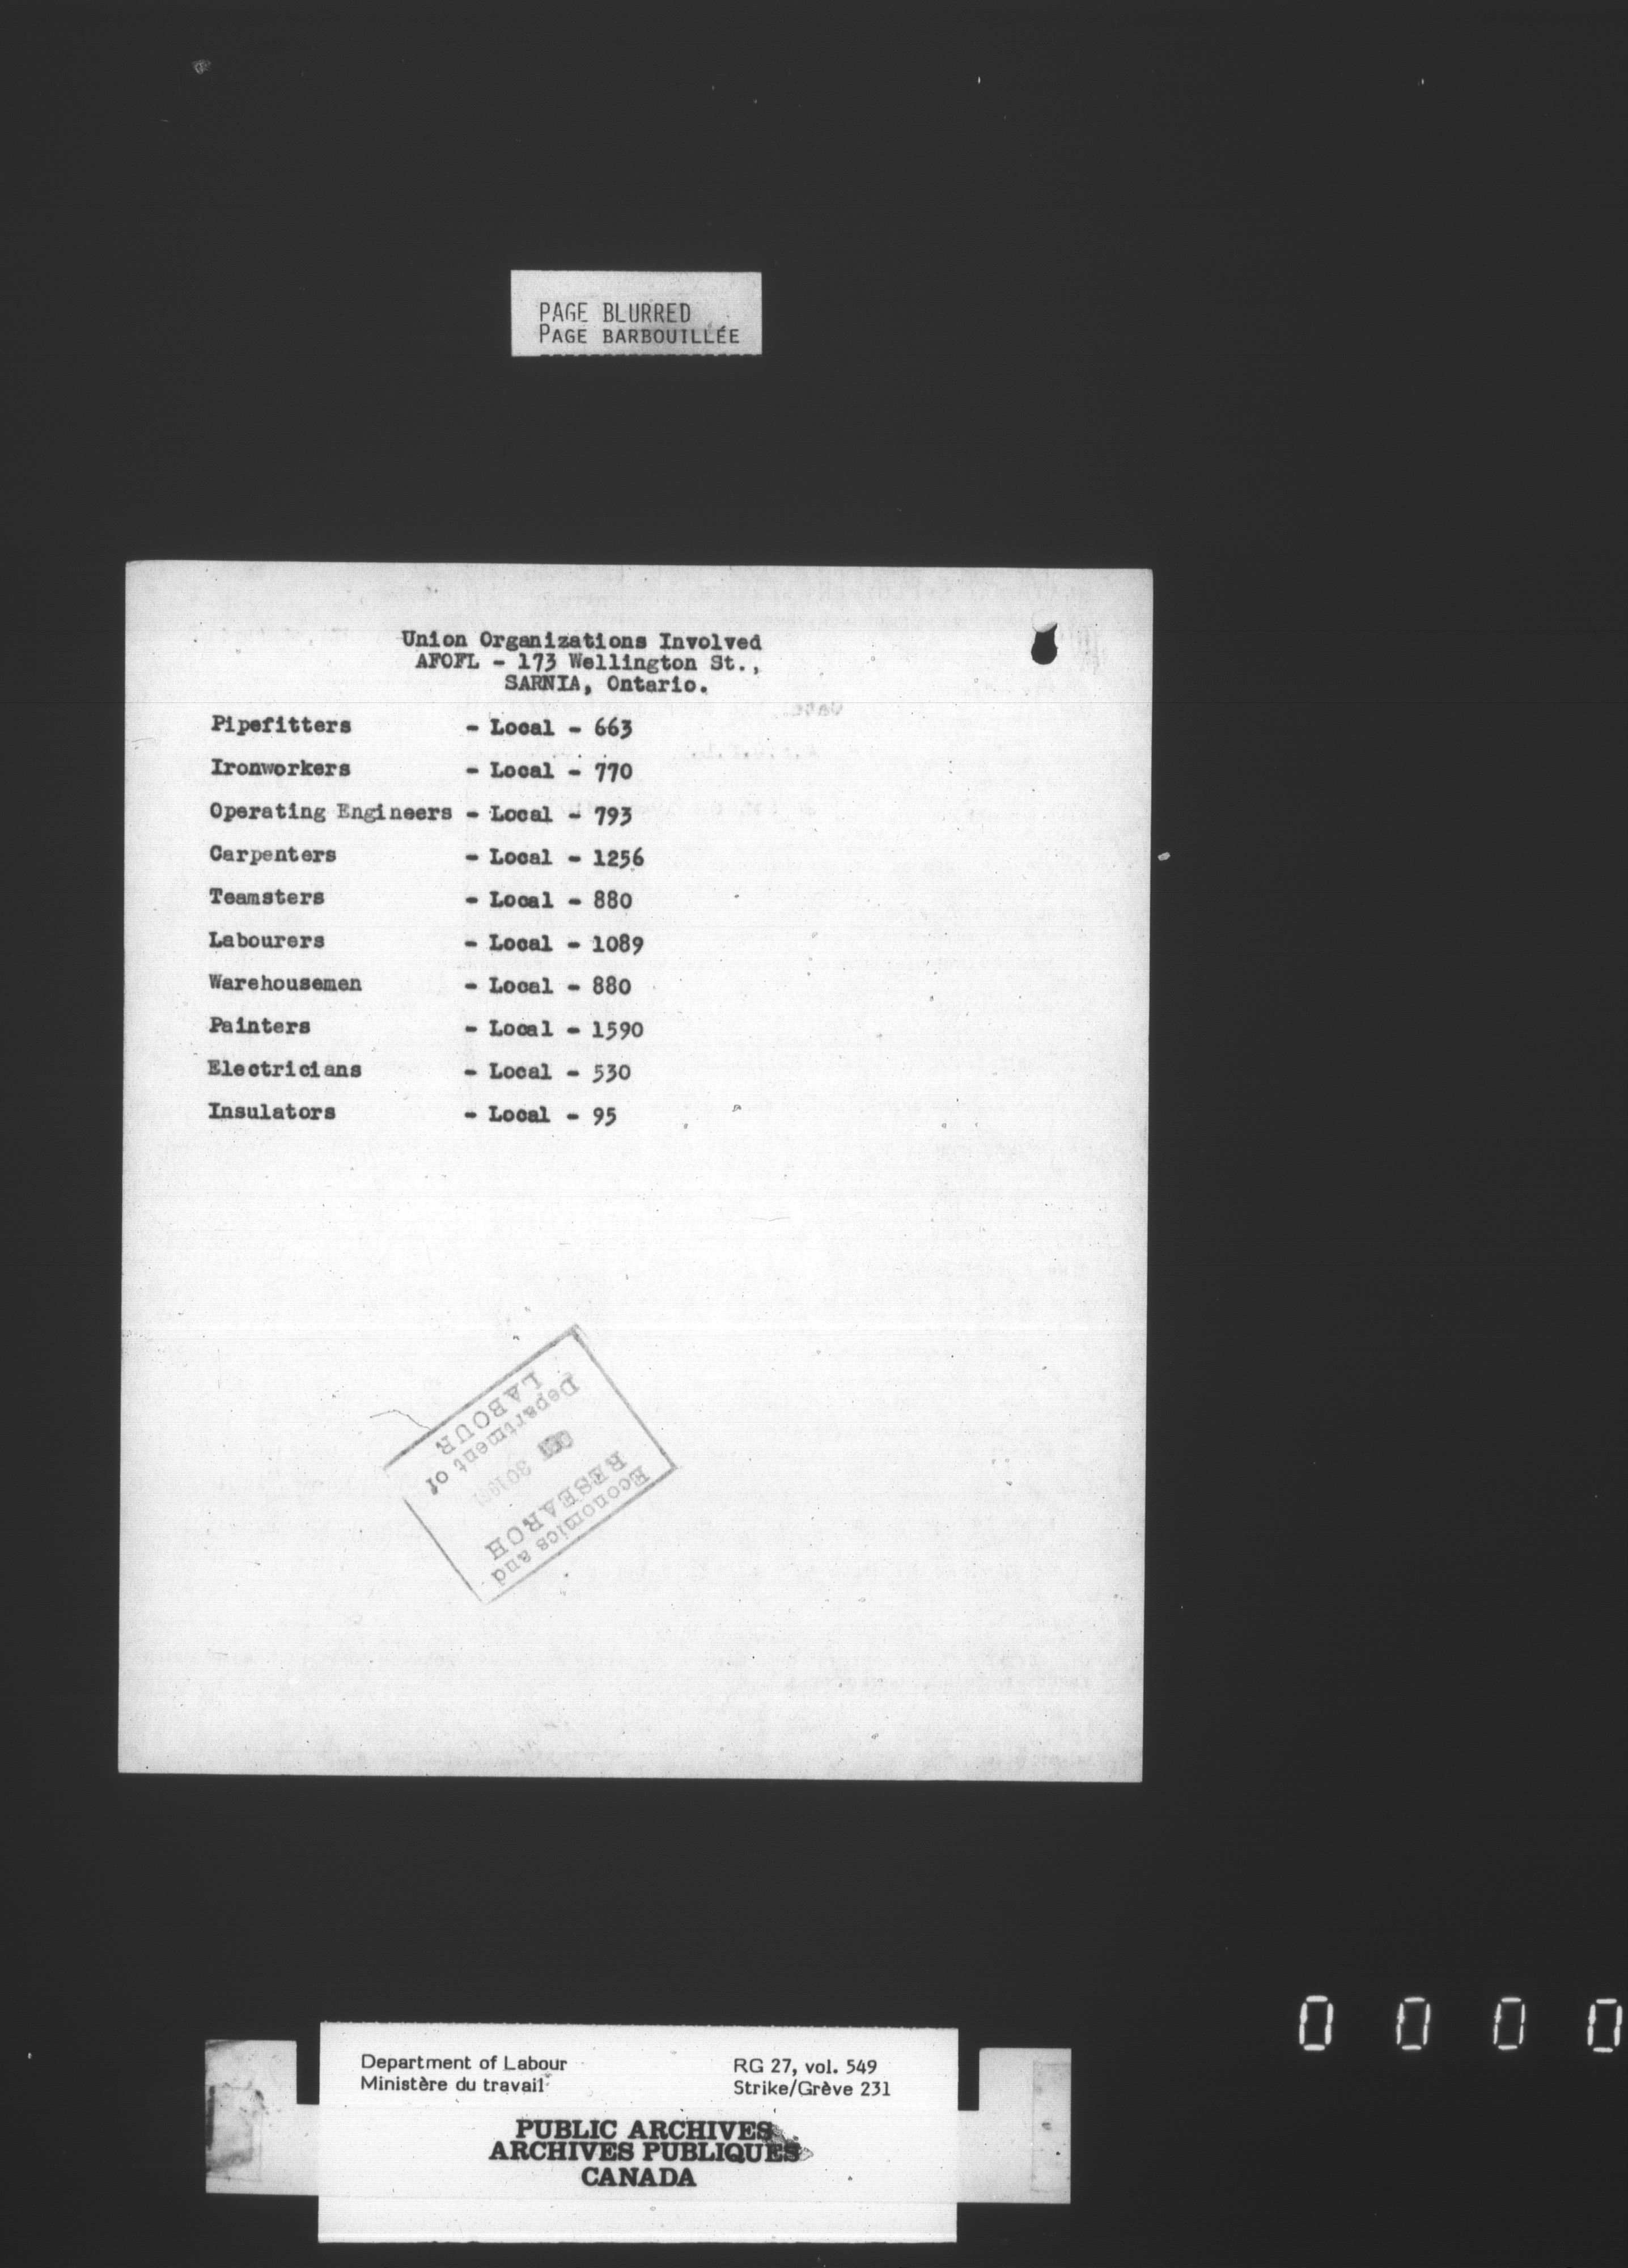 PAGE BLURRED
PAGE BARBOUILLÉE
Union Organizations Involved
AFOFL - 173 Wellington St.,
SARNIA, Ontario.
Pipefitters - Local - 663
Ironworkers - Local - 770
Operating Engineers - Local - 793
Carpenters - Local - 1256
Teamsters - Local - 880
Labourers - Local - 1089
Warehousemen - Local - 880
Painters - Local - 1590
Electricians - Local - 530
Insulators - Local - 95
Economics and
RESEARCH
OCT 30
Department of
LABOUR
0 0 0 0
Department of Labour RG 27, vol. 549
Ministère du travail Strike/Grève 231
PUBLIC ARCHIVES
ARCHIVES PUBLIQUES
CANADA